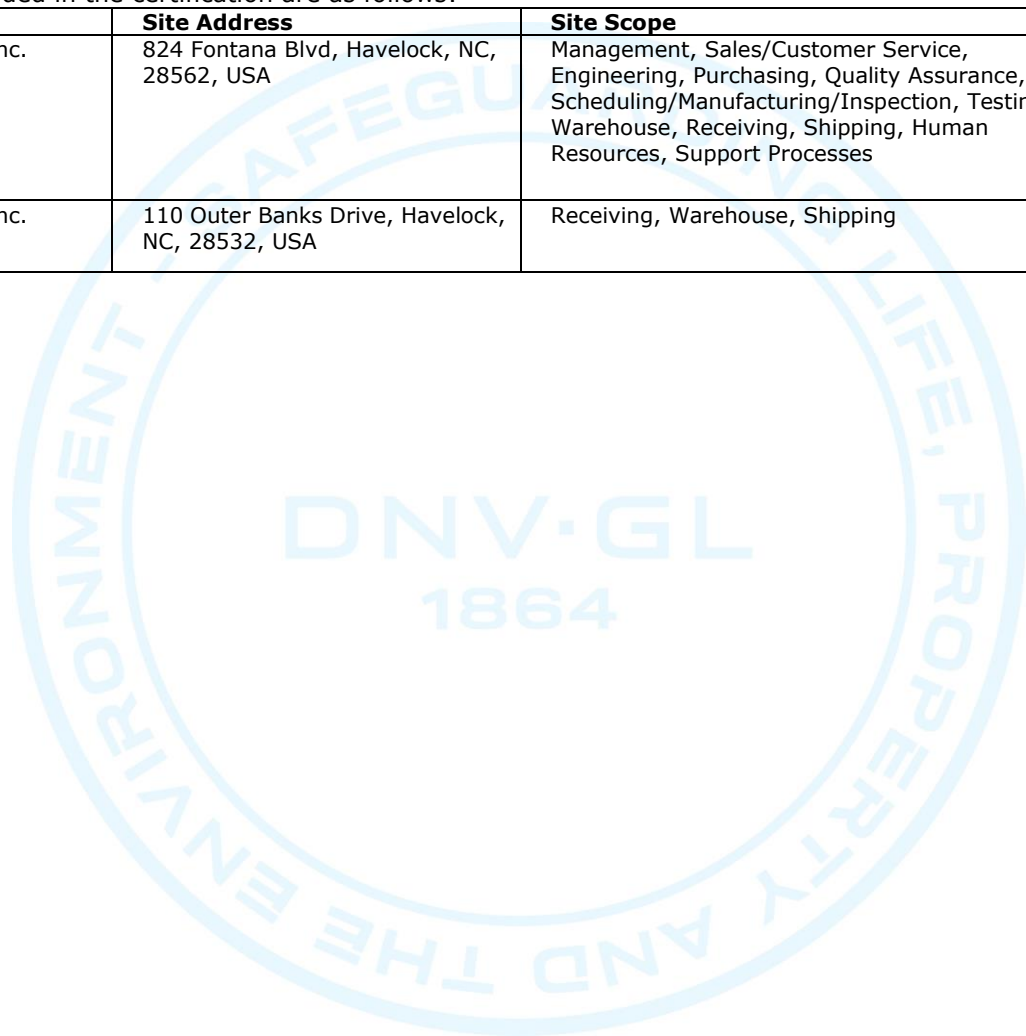 in the certification are as follows:
Site Address Site Scope
nc. 824 Fontana Blvd, Havelock, NC, Management, Sales/Customer Service,
28562, USA Engineering, Purchasing, Quality Assurance,
Scheduling/Manufacturing/Inspection,
Warehouse, Receiving, Shipping, Human
Resources, Support Processes
nc. 110 Outer Banks Drive, Havelock, Receiving, Warehouse, Shipping
NC, 28532, USA
SAFEGUARDING LIFE, PROPERTY AND THE ENVIRONMENT
DNV·GL
1864